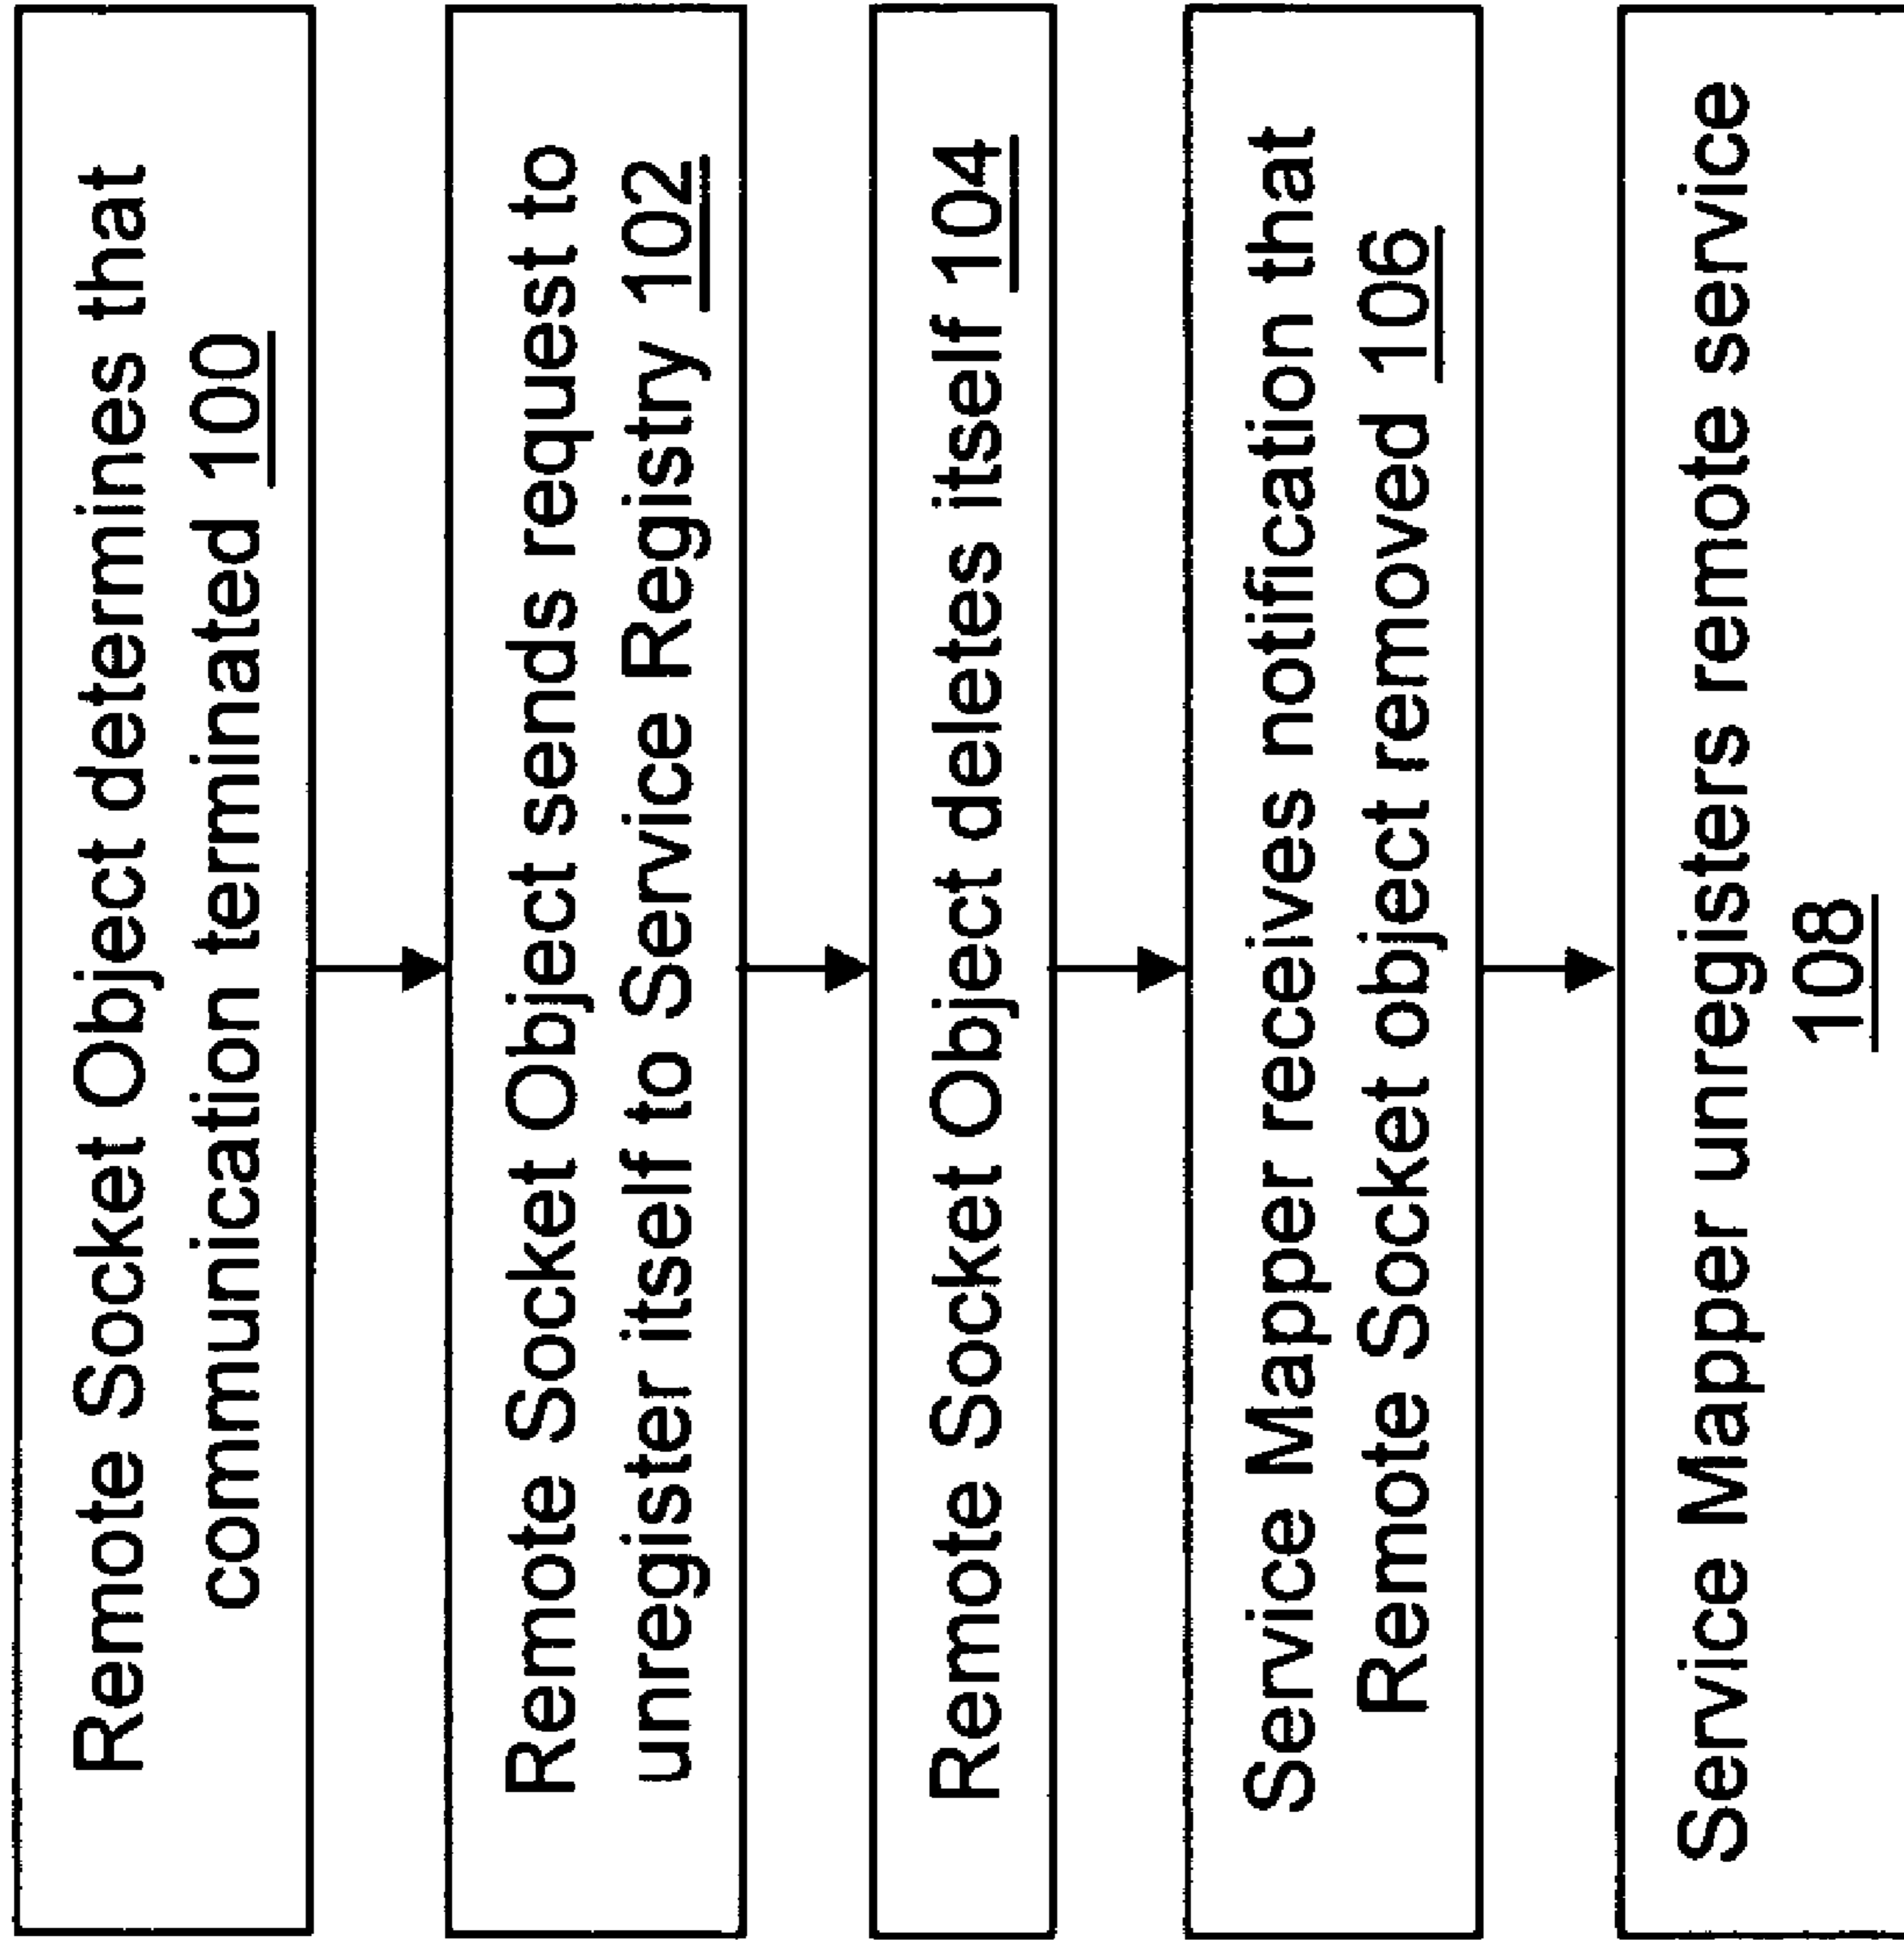 Remote Socket Object determines that
communication terminated 100
Remote Socket Object sends request to
unregister itself to Service Registry 102
Remote Socket Object deletes itself 104
Service Mapper receives notification that
Remote Socket object removed 106
Service Mapper unregisters remote service
108